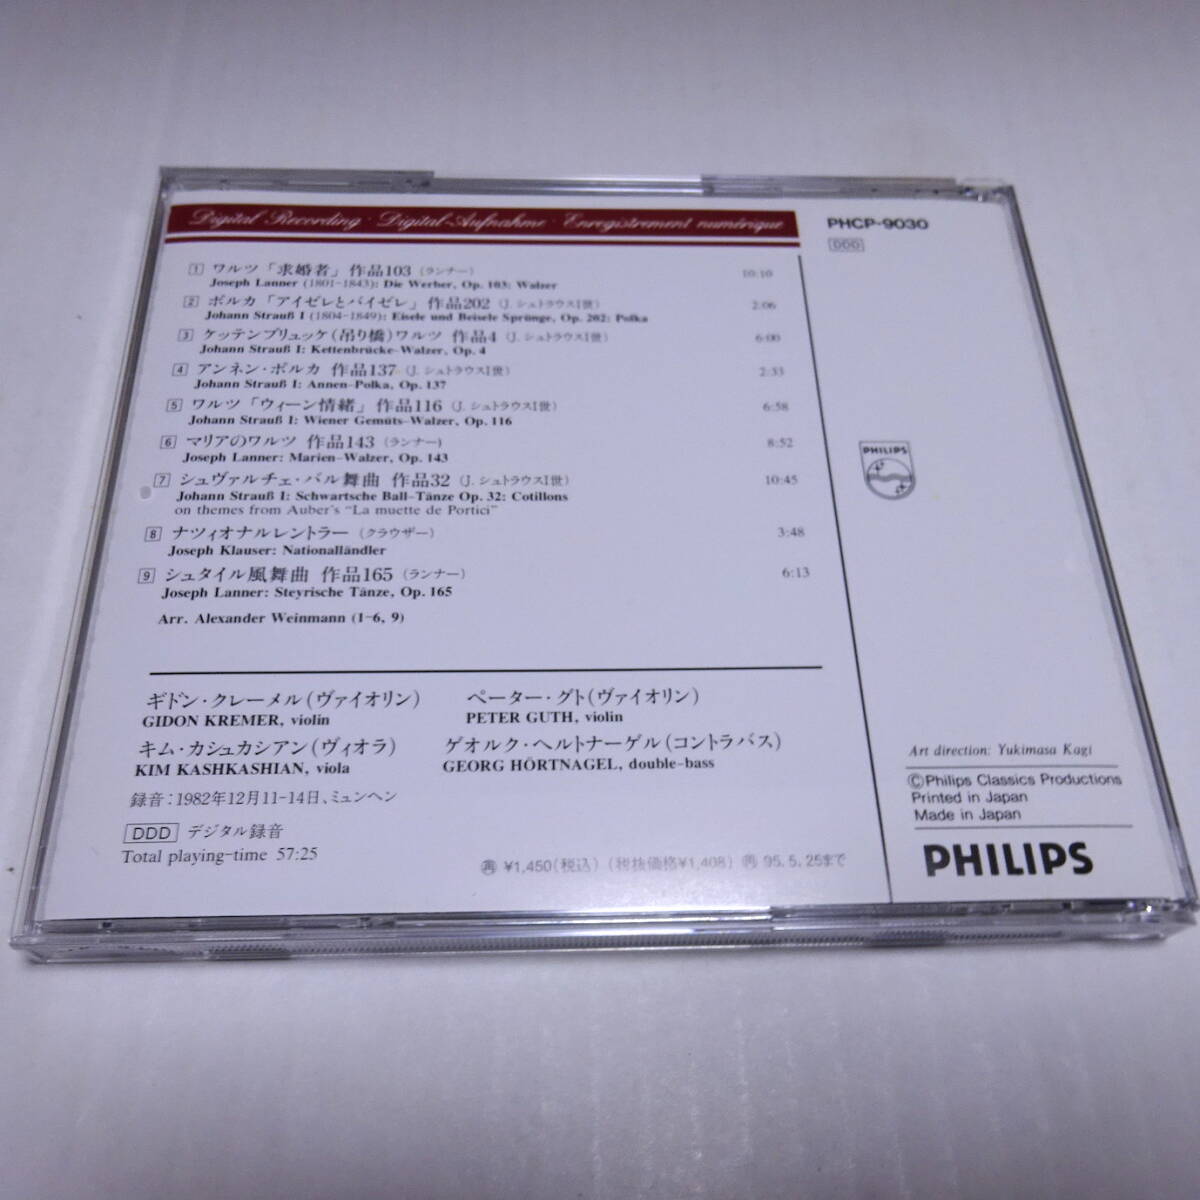 Digital Recording · Digital-Aufnahme · Enregistrement numérique
PHCP-9030
DDD
1 ワルツ「求婚者」作品103 (ランナー) 10:10
Joseph Lanner (1801-1843): Die Werber, Op. 103: Walzer
2 ポルカ「アイゼレとバイゼレ」作品202 (J. シュトラウスI世) 2:06
Johann Strauß I (1804-1849): Eisele und Beisele Sprünge, Op. 202: Polka
3 ケッテンブリュッケ(吊り橋)ワルツ 作品4 (J. シュトラウスI世) 6:00
Johann Strauß I: Kettenbrücke-Walzer, Op. 4
4 アンネン・ポルカ 作品137 (J. シュトラウスI世) 2:33
Johann Strauß I: Annen-Polka, Op. 137
5 ワルツ「ウィーン情緒」作品116 (J. シュトラウスI世) 6:58
Johann Strauß I: Wiener Gemüts-Walzer, Op. 116
6 マリアのワルツ 作品143 (ランナー) 8:52
Joseph Lanner: Marien-Walzer, Op. 143
7 シュヴァルチェ・バル舞曲 作品32 (J. シュトラウスI世) 10:45
Johann Strauß I: Schwartsche Ball-Tänze Op. 32: Cotillons
on themes from Auber's "La muette de Portici"
8 ナツィオナルレントラー (クラウザー) 3:48
Joseph Klauser: Nationalländler
9 シュタイル風舞曲 作品165 (ランナー) 6:13
Joseph Lanner: Steyrische Tänze, Op. 165
Arr. Alexander Weinmann (1-6, 9)
PHILIPS
ギドン・クレーメル(ヴァイオリン)
GIDON KREMER, violin
ペーター・グト(ヴァイオリン)
PETER GUTH, violin
キム・カシュカシアン(ヴィオラ)
KIM KASHKASHIAN, viola
ゲオルク・ヘルトナーゲル(コントラバス)
GEORG HÖRTNAGEL, double-bass
録音:1982年12月11-14日、ミュンヘン
DDD デジタル録音
Total playing-time 57:25
㊢ ¥1,450(税込) (税抜価格¥1,408) ㊢ 95.5.25まで
Art direction: Yukimasa Kagi
©Philips Classics Productions
Printed in Japan
Made in Japan
PHILIPS